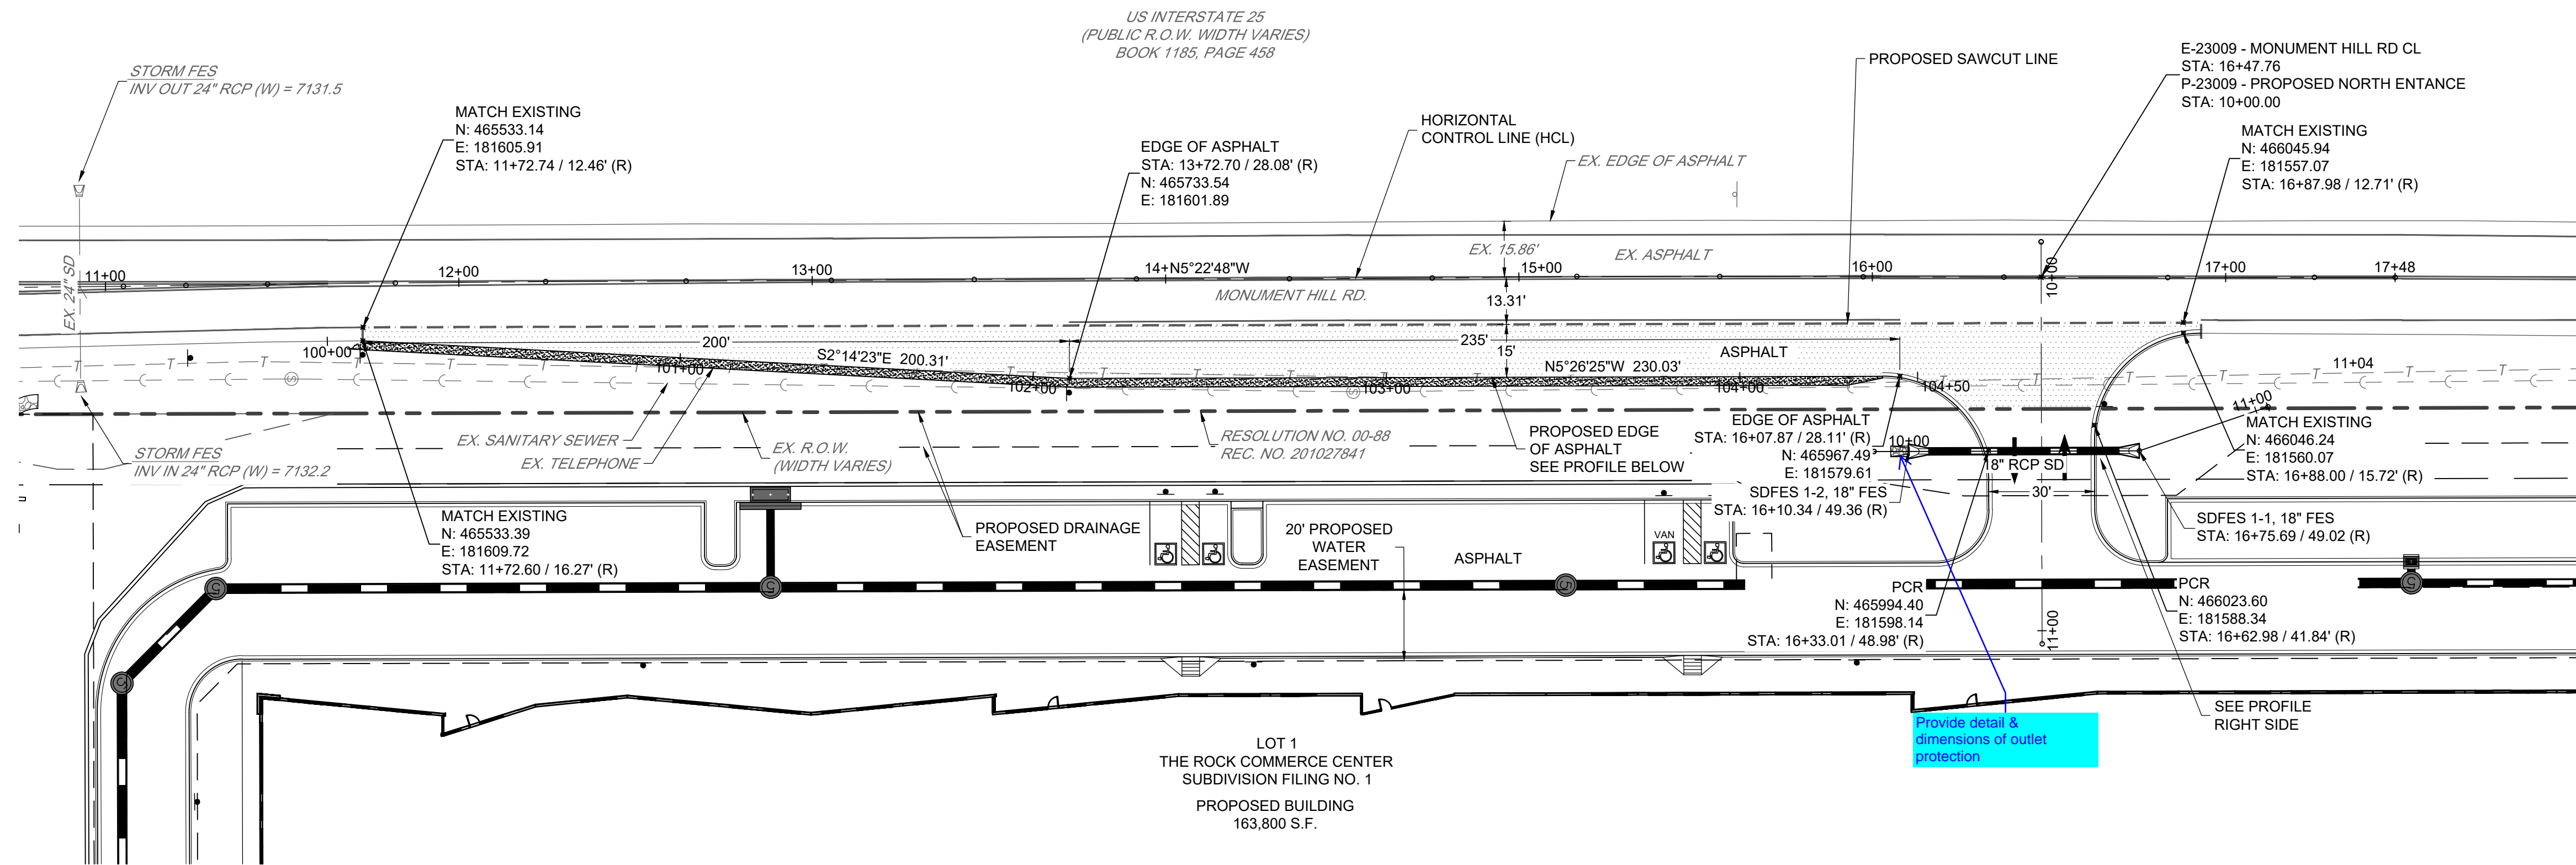 US INTERSTATE 25
(PUBLIC R.O.W. WIDTH VARIES)
BOOK 1185, PAGE 458
STORM FES
INV OUT 24" RCP (W) = 7131.5
MATCH EXISTING
N: 465533.14
E: 181605.91
STA: 11+72.74 / 12.46' (R)
EDGE OF ASPHALT
STA: 13+72.70 / 28.08' (R)
N: 465733.54
E: 181601.89
HORIZONTAL
CONTROL LINE (HCL)
EX. EDGE OF ASPHALT
PROPOSED SAWCUT LINE
E-23009 - MONUMENT HILL RD CL
STA: 16+47.76
P-23009 - PROPOSED NORTH ENTANCE
STA: 10+00.00
MATCH EXISTING
N: 466045.94
E: 181557.07
STA: 16+87.98 / 12.71' (R)
EX. 24" SD
11+00
12+00
13+00
14+N5°22'48"W
15+00
16+00
17+00
17+48
EX. 15.86'
EX. ASPHALT
10+00
MONUMENT HILL RD.
13.31'
100+00
200'
S2°14'23"E 200.31'
101+00
102+00
235'
15'
ASPHALT
N5°26'25"W 230.03'
103+00
104+00
104+50
11+04
11+00
STORM FES
INV IN 24" RCP (W) = 7132.2
EX. SANITARY SEWER
EX. TELEPHONE
EX. R.O.W.
(WIDTH VARIES)
RESOLUTION NO. 00-88
REC. NO. 201027841
PROPOSED EDGE
OF ASPHALT
SEE PROFILE BELOW
EDGE OF ASPHALT
STA: 16+07.87 / 28.11' (R)
N: 465967.49
E: 181579.61
SDFES 1-2, 18" FES
STA: 16+10.34 / 49.36' (R)
10+00
8" RCP SD
30'
MATCH EXISTING
N: 466046.24
E: 181560.07
STA: 16+88.00 / 15.72' (R)
SDFES 1-1, 18" FES
STA: 16+75.69 / 49.02 (R)
MATCH EXISTING
N: 465533.39
E: 181609.72
STA: 11+72.60 / 16.27' (R)
PROPOSED DRAINAGE
EASEMENT
20' PROPOSED
WATER
EASEMENT
ASPHALT
VAN
PCR
N: 465994.40
E: 181598.14
STA: 16+33.01 / 48.98' (R)
11+00
PCR
N: 466023.60
E: 181588.34
STA: 16+62.98 / 41.84' (R)
SEE PROFILE
RIGHT SIDE
Provide detail &
dimensions of outlet
protection
LOT 1
THE ROCK COMMERCE CENTER
SUBDIVISION FILING NO. 1
PROPOSED BUILDING
163,800 S.F.